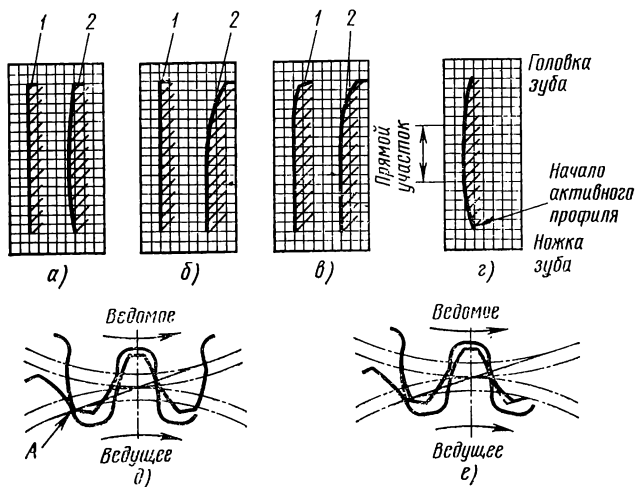 1 2
1 2
1 2
Головка
зуба
Прямой
участок
Начало
активного
профиля
Ножка
зуба
а)
б)
в)
г)
Ведомое
Ведомое
А
Ведущее
Ведущее
д)
е)